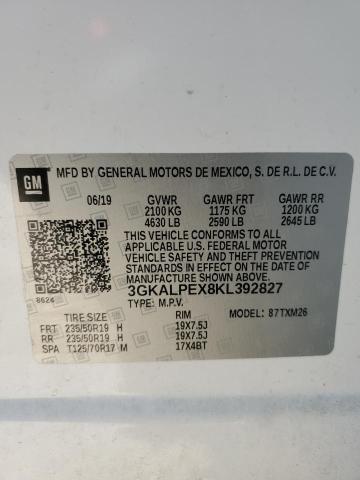 GM
MFD BY GENERAL MOTORS DE MEXICO, S. DE R.L. DE C.V.
06/19 GVWR GAWR FRT GAWR RR
2100 KG 1175 KG 1200 KG
4630 LB 2590 LB 2645 LB
THIS VEHICLE CONFORMS TO ALL
APPLICABLE U.S. FEDERAL MOTOR
VEHICLE SAFETY AND THEFT
PREVENTION STANDARDS IN
EFFECT ON THE DATE OF
MANUFACTURE SHOWN ABOVE.
8624
3GKALPEX8KL392827
TYPE: M.P.V. MODEL: 87TXM26
TIRE SIZE RIM
FRT 235/50R19 H 19X7.5J
RR 235/50R19 H 19X7.5J
SPA T125/70R17 M 17X4BT